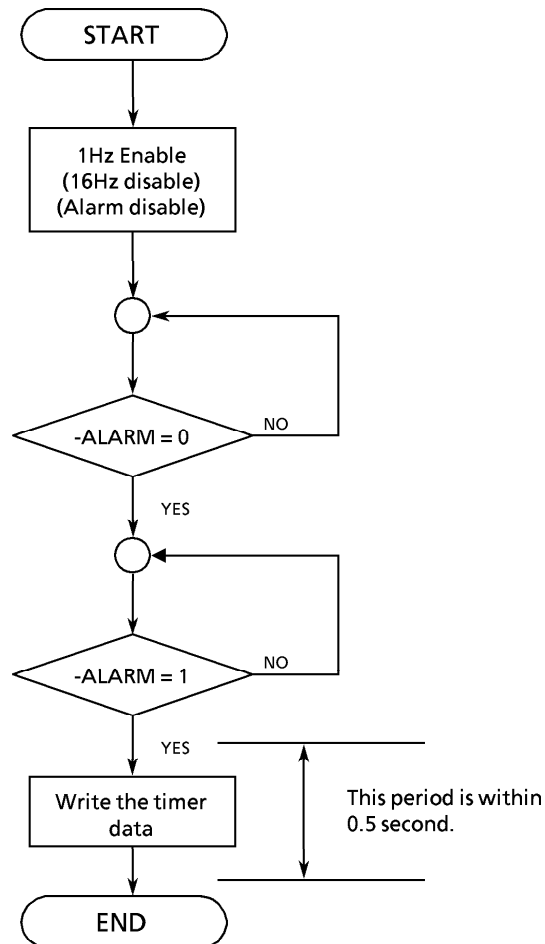 START
1Hz Enable
(16Hz disable)
(Alarm disable)
-ALARM = 0
NO
YES
-ALARM = 1
NO
YES
Write the timer
data
This period is within
0.5 second.
END